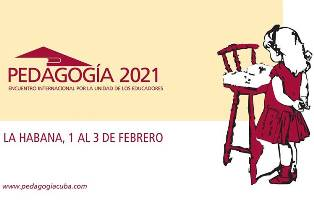 PEDAGOGÍA 2021
ENCUENTRO INTERNACIONAL POR LA UNIDAD DE LOS EDUCADORES
LA HABANA, 1 AL 3 DE FEBRERO
www.pedagogiacuba.com